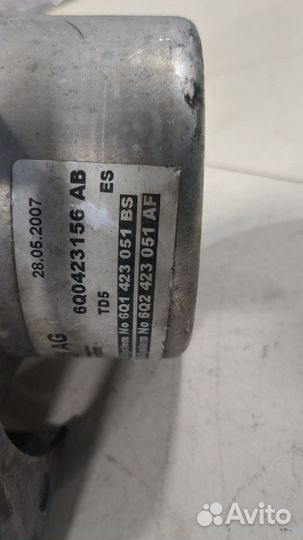 28.05.2007
6Q0423156 AB
TD5 ES
No 6Q1 423 051 BS
No 6Q2 423 051 AF
AG
Avito